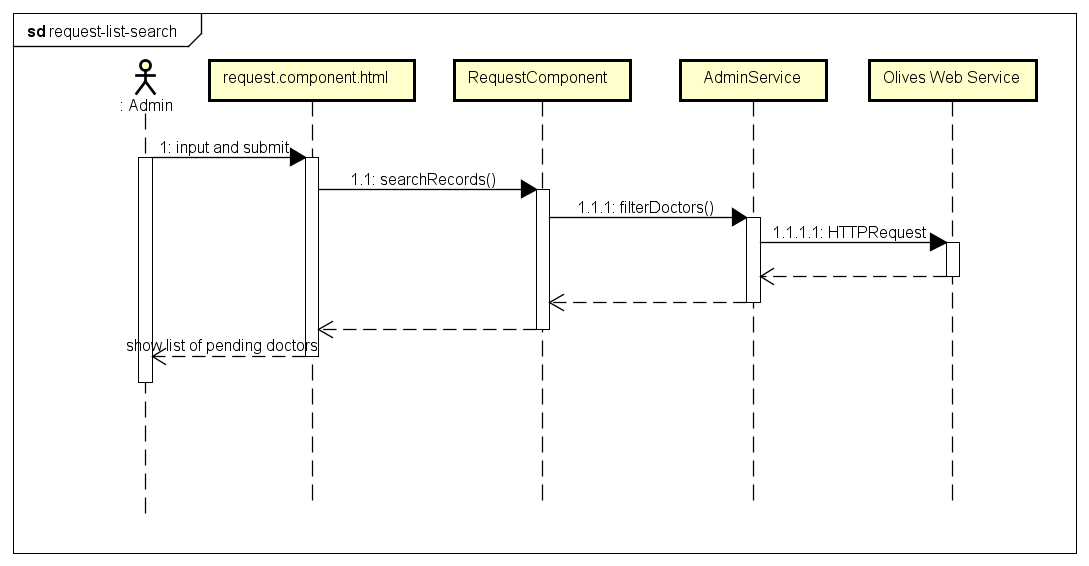 sd request-list-search
: Admin
request.component.html
RequestComponent
AdminService
Olives Web Service
1: input and submit
1.1: searchRecords()
1.1.1: filterDoctors()
1.1.1.1: HTTPRequest
show list of pending doctors